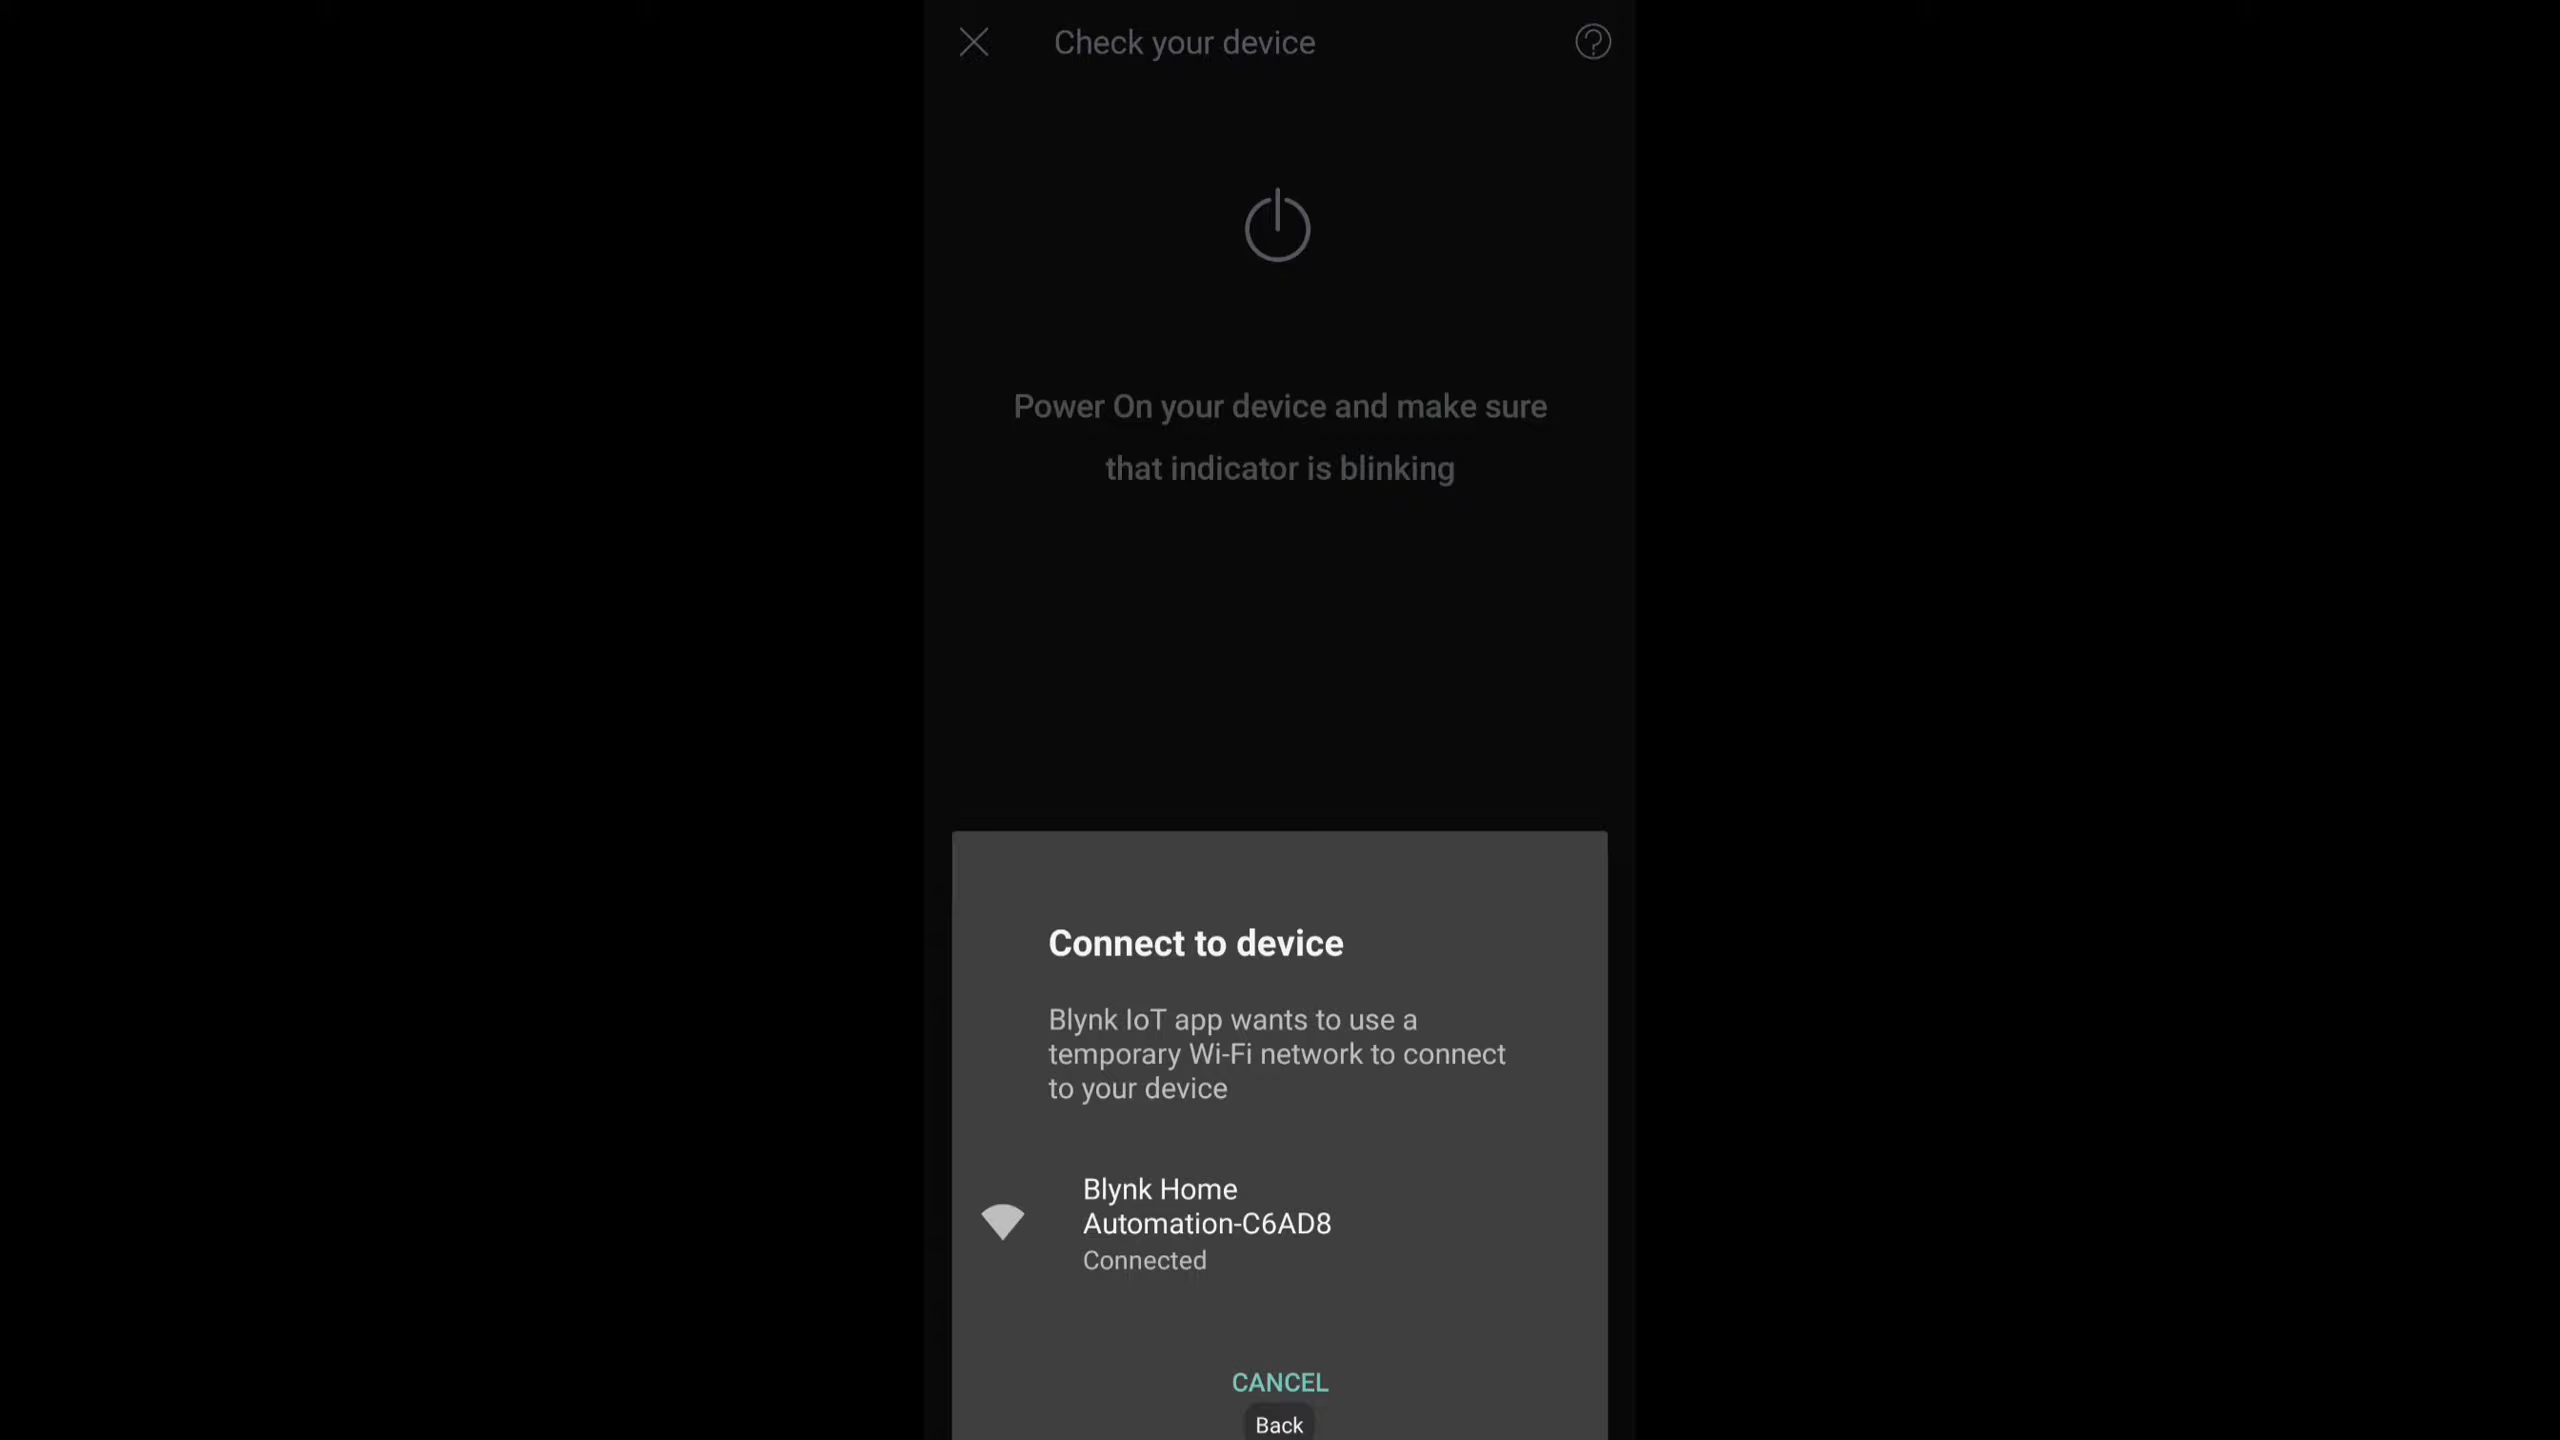 Check your device
Power On your device and make sure
that indicator is blinking
Connect to device
Blynk IoT app wants to use a
temporary Wi-Fi network to connect
to your device
Blynk Home
Automation-C6AD8
Connected
CANCEL
Back